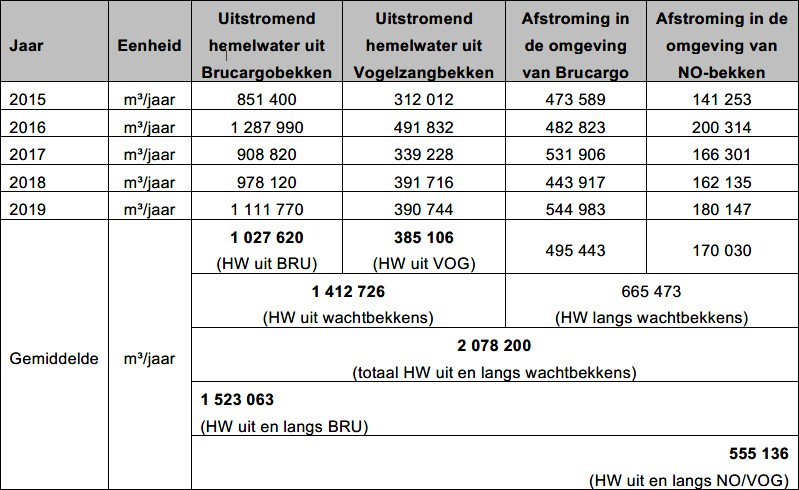 Jaar Eenheid Uitstromend hemelwater uit Brucargobekken Uitstromend hemelwater uit Vogelzangbekken Afstroming in de omgeving van Brucargo Afstroming in de omgeving van NO-bekken
2015 m³/jaar 851 400 312 012 473 589 141 253
2016 m³/jaar 1 287 990 491 832 482 823 200 314
2017 m³/jaar 908 820 339 228 531 906 166 301
2018 m³/jaar 978 120 391 716 443 917 162 135
2019 m³/jaar 1 111 770 390 744 544 983 180 147
Gemiddelde m³/jaar
1 027 620 385 106 495 443 170 030
(HW uit BRU) (HW uit VOG)
1 412 726 665 473
(HW uit wachtbekkens) (HW langs wachtbekkens)
2 078 200
(totaal HW uit en langs wachtbekkens)
1 523 063
(HW uit en langs BRU)
555 136
(HW uit en langs NO/VOG)